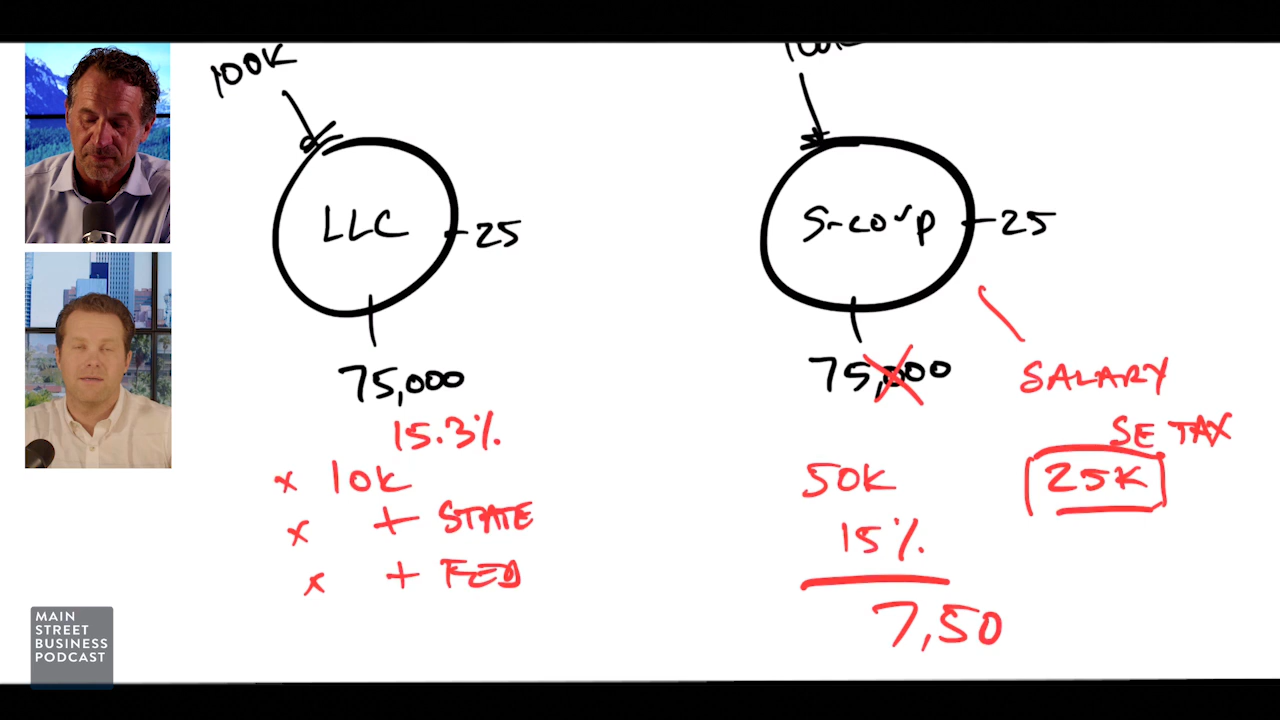 100K
LLC
- 25
75,000
15.3%
x 10K
x + STATE
x + FED
100K
S-corp
- 25
75,000
SALARY
SE TAX
25K
50K
15%
7,50
MAIN
STREET
BUSINESS
PODCAST